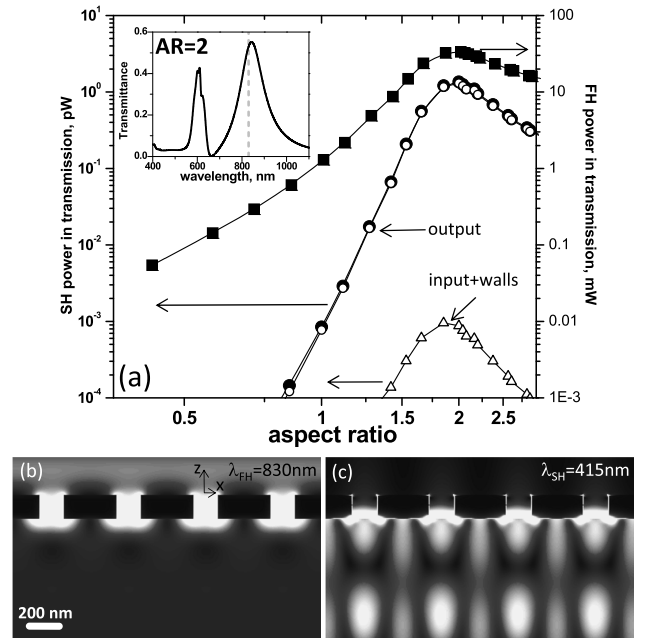 AR=2
Transmittance
0.6
0.4
0.2
0.0
400 600 800 1000
wavelength, nm
SH power in transmission, pW
10¹
10⁰
10⁻¹
10⁻²
10⁻³
10⁻⁴
FH power in transmission, mW
100
10
1
0.1
0.01
1E-3
output
input+walls
(a)
0.5 1 1.5 2 2.5
aspect ratio
(b)
z
x
λFH=830nm
200 nm
(c)
λSH=415nm